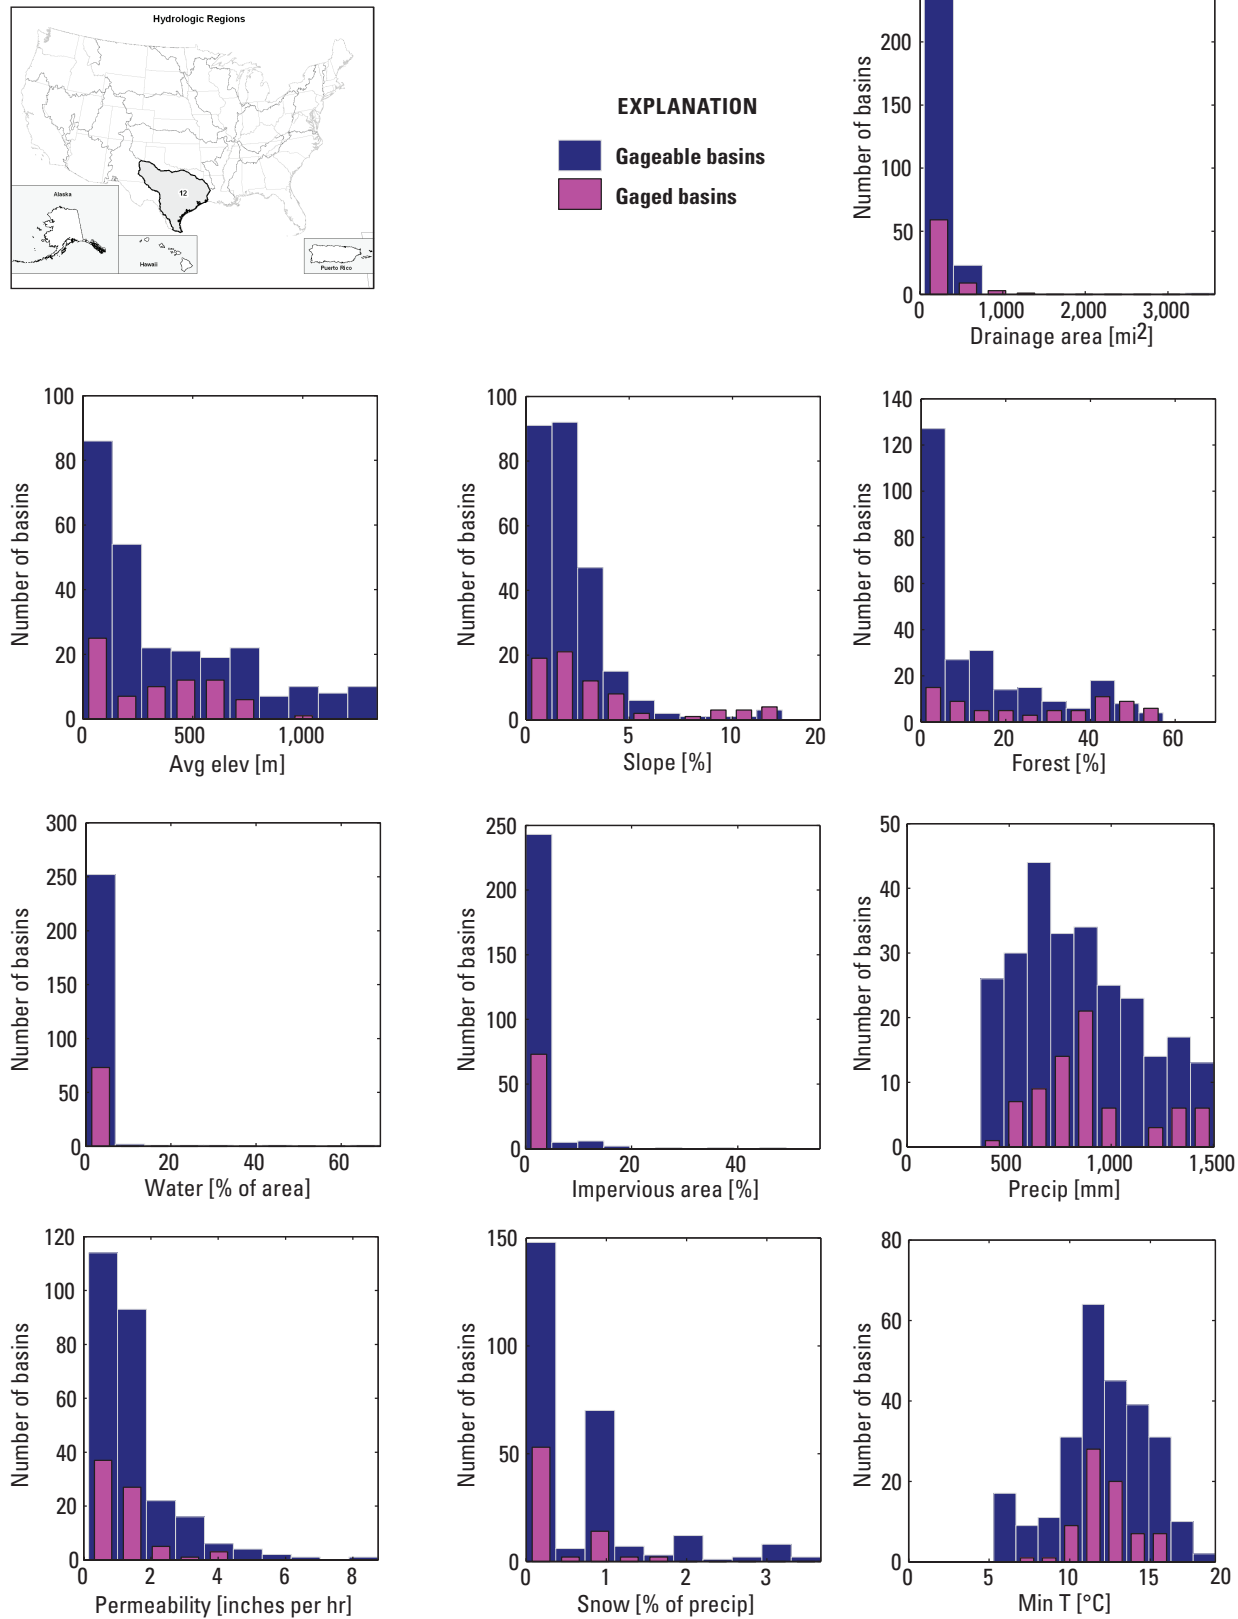 Hydrologic Regions
12
Alaska
Hawaii
Puerto Rico
EXPLANATION
Gageable basins
Gaged basins
Number of basins
200
150
100
50
0
0 1,000 2,000 3,000
Drainage area [mi2]
Number of basins
100
80
60
40
20
0
0 500 1,000
Avg elev [m]
Number of basins
100
80
60
40
20
0
0 5 10 20
Slope [%]
Number of basins
140
120
100
80
60
40
20
0
0 20 40 60
Forest [%]
Number of basins
300
250
200
150
100
50
0
0 20 40 60
Water [% of area]
Number of basins
250
200
150
100
50
0
0 20 40
Impervious area [%]
Nnumber of basins
50
40
30
20
10
0
0 500 1,000 1,500
Precip [mm]
Number of basins
120
100
80
60
40
20
0
0 2 4 6 8
Permeability [inches per hr]
Number of basins
150
100
50
0
0 1 2 3
Snow [% of precip]
Number of basins
80
60
40
20
0
0 5 10 15 20
Min T [°C]